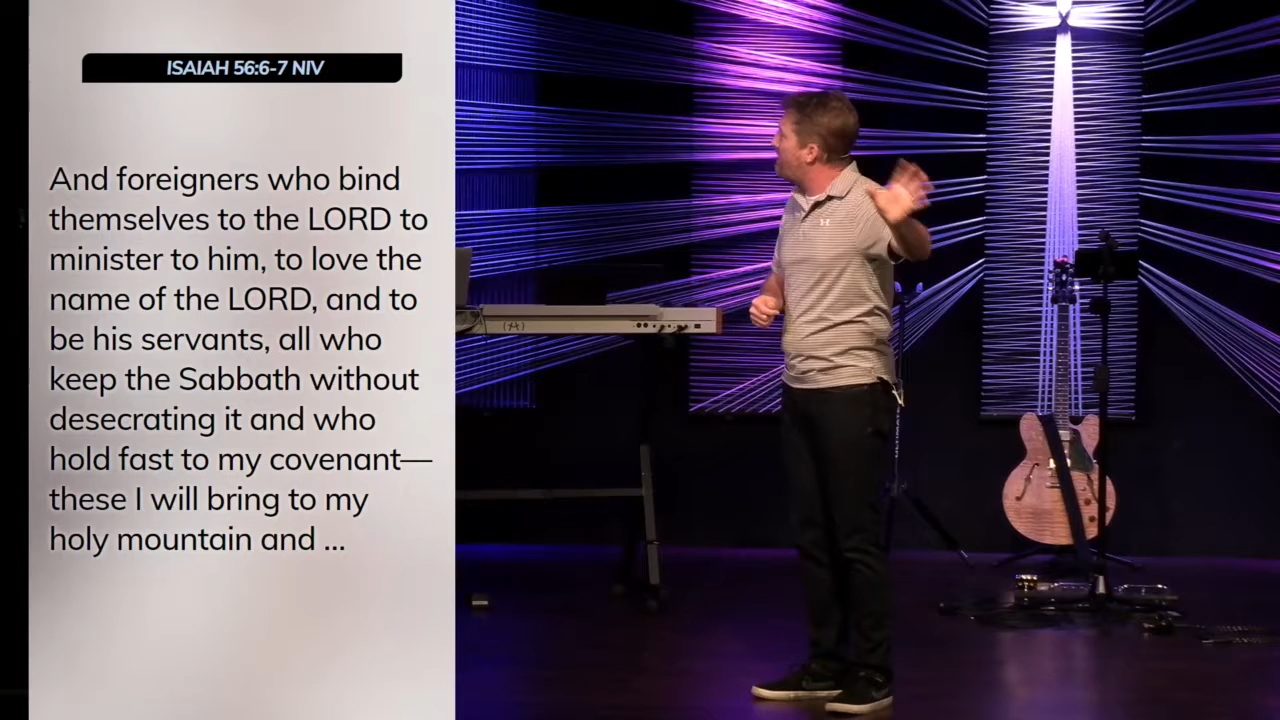 ISAIAH 56:6-7 NIV
And foreigners who bind
themselves to the LORD to
minister to him, to love the
name of the LORD, and to
be his servants, all who
keep the Sabbath without
desecrating it and who
hold fast to my covenant—
these I will bring to my
holy mountain and ...